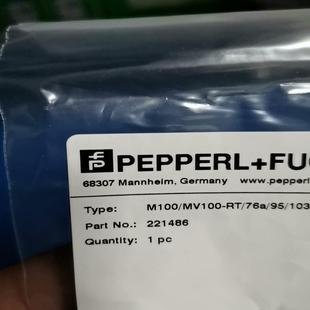 PEPPERL+FU
68307 Mannheim, Germany www.pepperl
Type: M100/MV100-RT/76a/95/103
Part No.: 221486
Quantity: 1 pc